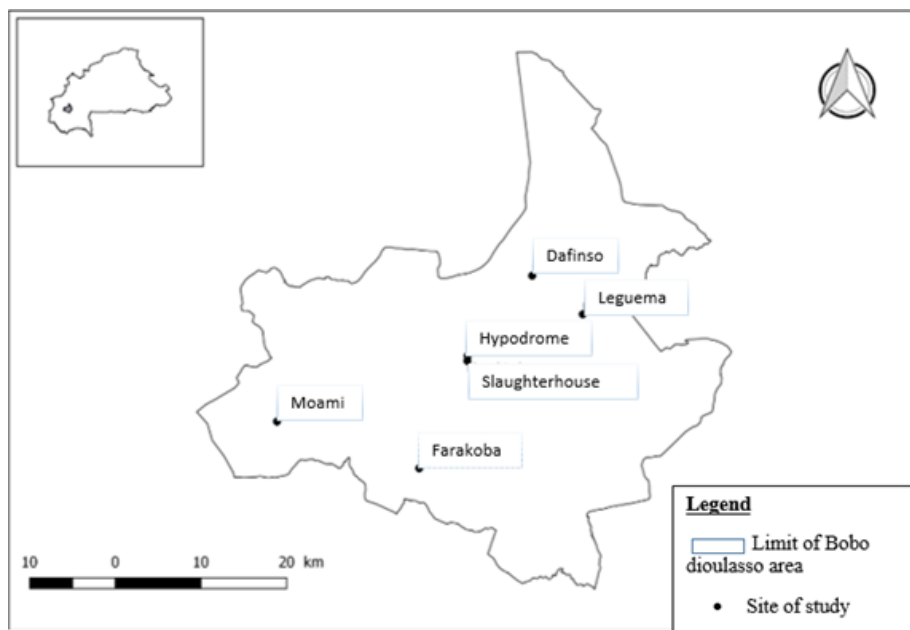 Dafinso
Leguema
Hypodrome
Slaughterhouse
Moami
Farakoba
10 0 10 20 km
Legend
Limit of Bobo
dioulasso area
Site of study